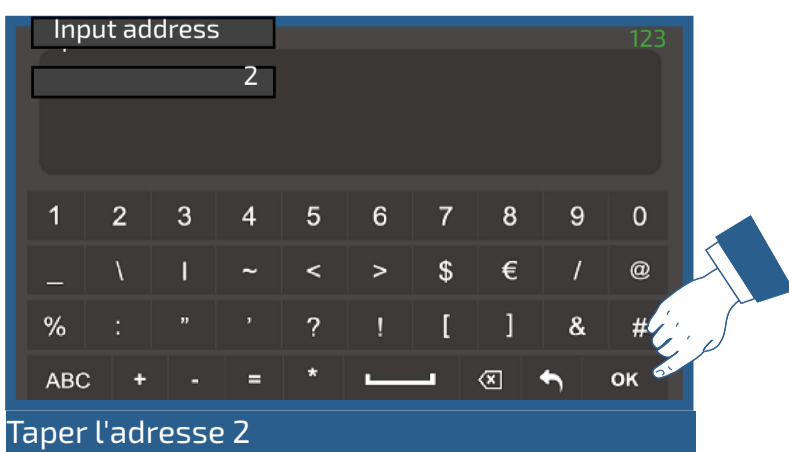 Input address
123
2
1 2 3 4 5 6 7 8 9 0
_ \ | ~ < > $ € / @
% : " ' ? ! [ ] & #
ABC + - = * OK
Taper l'adresse 2